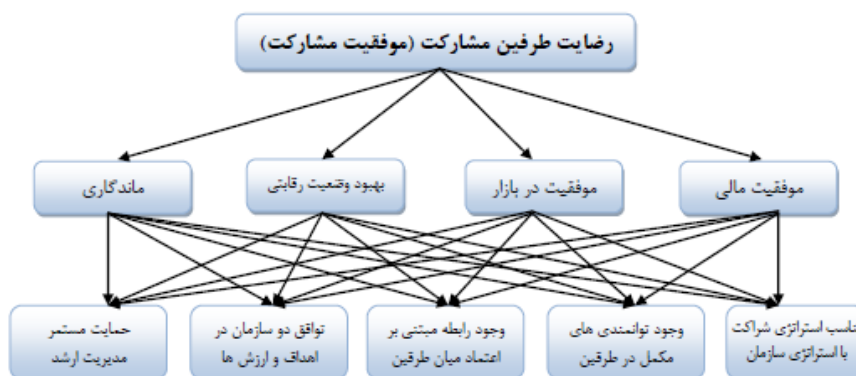 رضایت طرفین مشارکت (موفقیت مشارکت)
موفقیت مالی
موفقیت در بازار
بهبود وضعیت رقابتی
ماندگاری
ناسب استراتژی شراکت
با استراتژی سازمان
وجود توانمندی های
مکمل در طرفین
وجود رابطه مبتنی بر
اعتماد میان طرفین
توافق دو سازمان در
اهداف و ارزش ها
حمایت مستمر
مدیریت ارشد